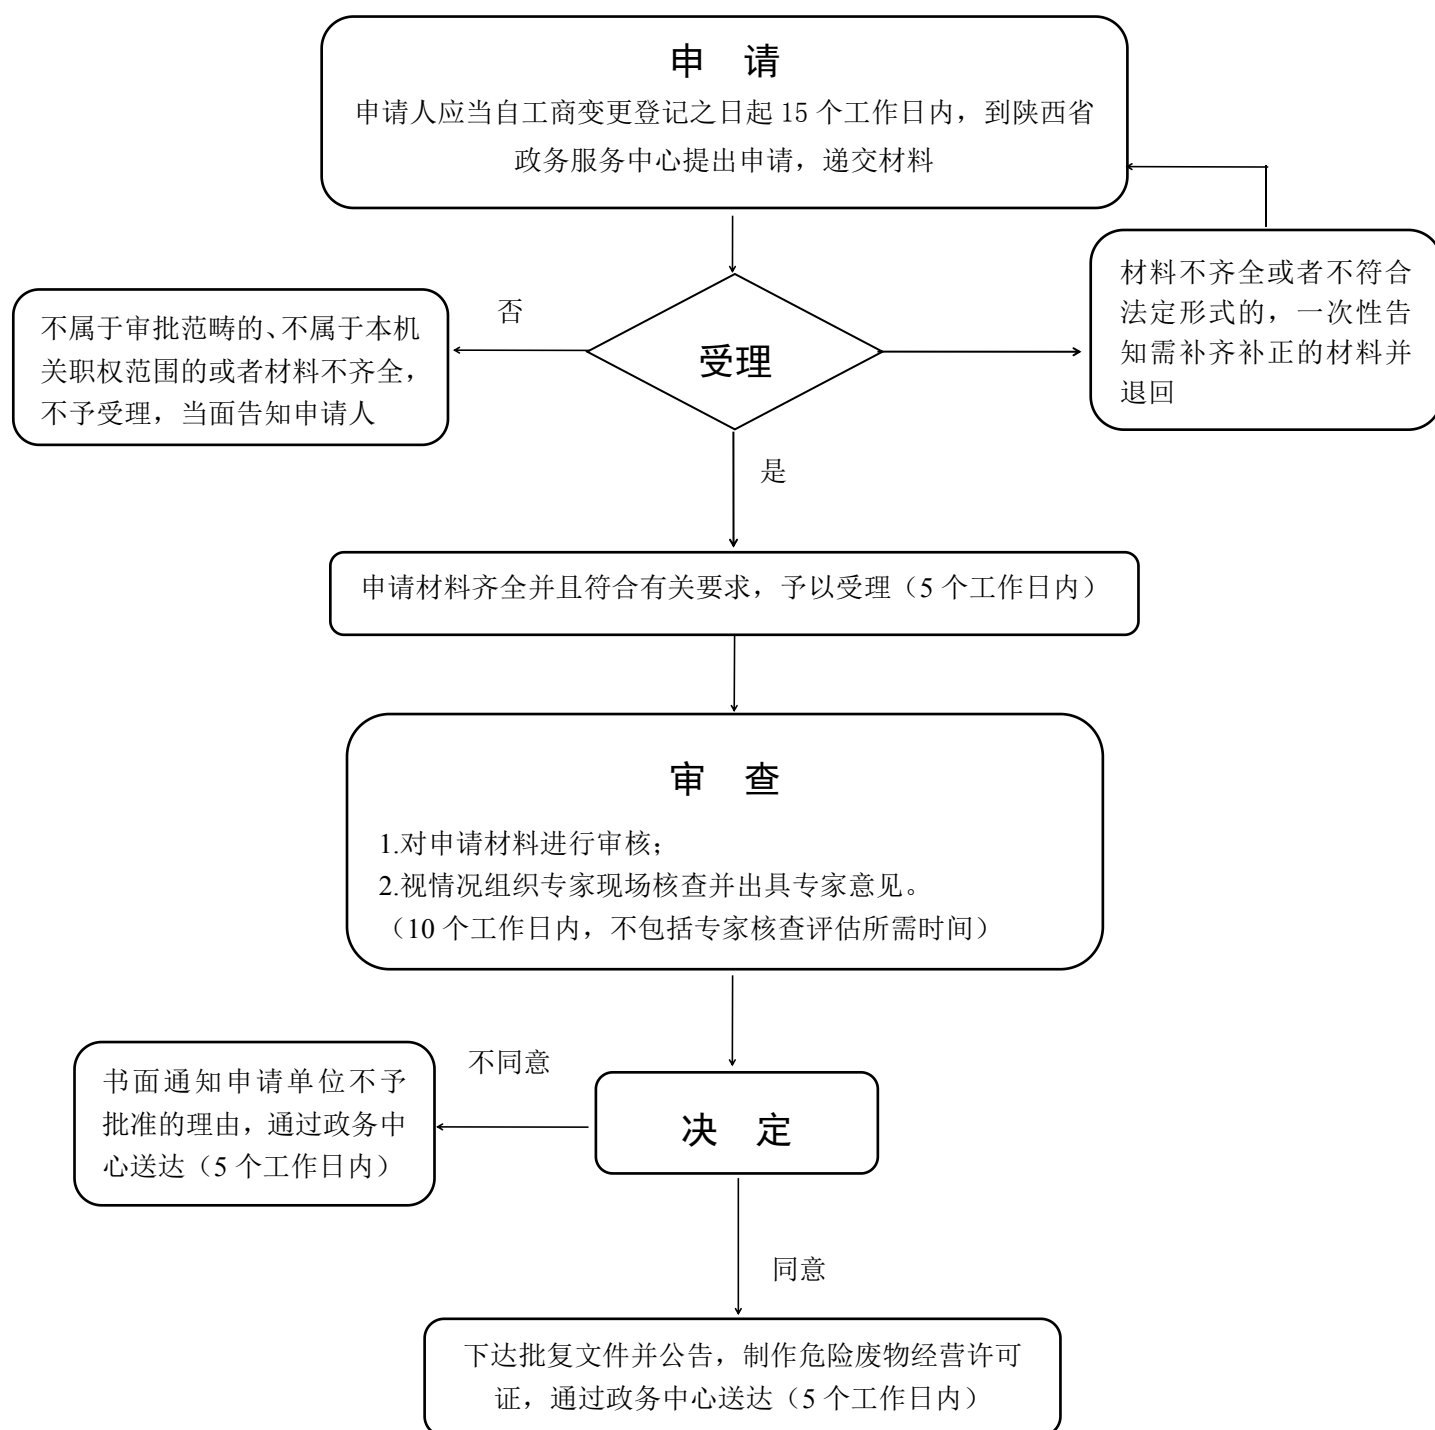 申 请
申请人应当自工商变更登记之日起 15 个工作日内，到陕西省
政务服务中心提出申请，递交材料
材料不齐全或者不符合
法定形式的，一次性告
知需补齐补正的材料并
退回
否
不属于审批范畴的、不属于本机
关职权范围的或者材料不齐全，
不予受理，当面告知申请人
受理
是
申请材料齐全并且符合有关要求，予以受理（5 个工作日内）
审 查
1.对申请材料进行审核；
2.视情况组织专家现场核查并出具专家意见。
（10 个工作日内，不包括专家核查评估所需时间）
不同意
书面通知申请单位不予
批准的理由，通过政务中
心送达（5 个工作日内）
决 定
同意
下达批复文件并公告，制作危险废物经营许可
证，通过政务中心送达（5 个工作日内）